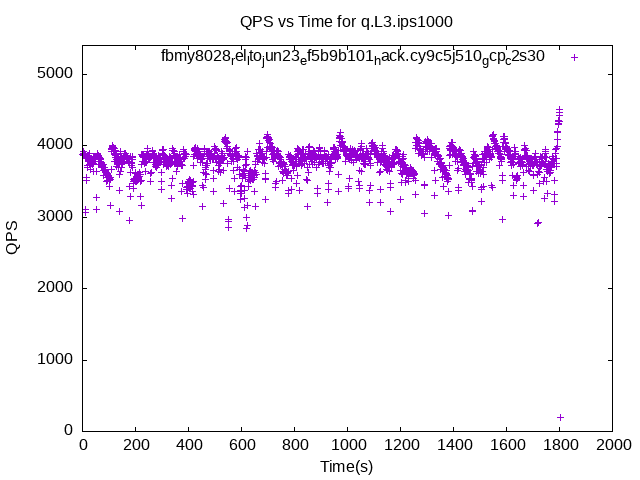 QPS vs Time for q.L3.ips1000
fbmy8028relltojun23ef5b9b101hack.cy9c5j510gcpc2s30
5000
4000
3000
2000
1000
0
QPS
0 200 400 600 800 1000 1200 1400 1600 1800 2000
Time(s)